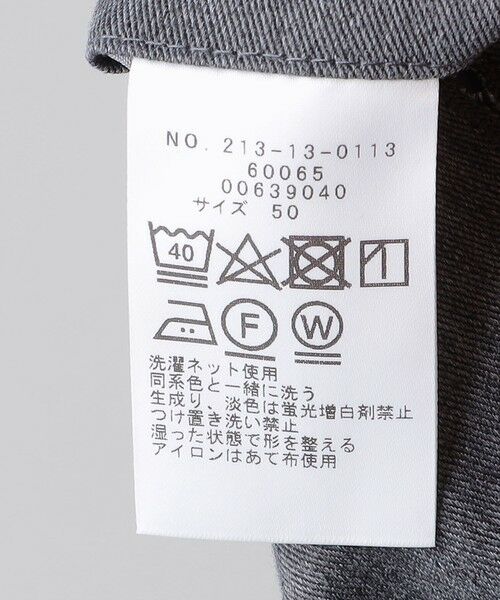 NO. 213-13-0113
60065
00639040
サイズ 50
40
F W
洗濯ネット使用
同系色と一緒に洗う
生成り、淡色は蛍光増白剤禁止
つけ置き洗い禁止
湿った状態で形を整える
アイロンはあて布使用